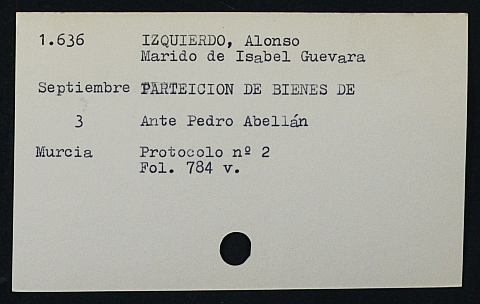 1.636 IZQUIERDO, Alonso
Marido de Isabel Guevara
Septiembre PARTEICION DE BIENES DE
3 Ante Pedro Abellán
Murcia Protocolo nº 2
Fol. 784 v.